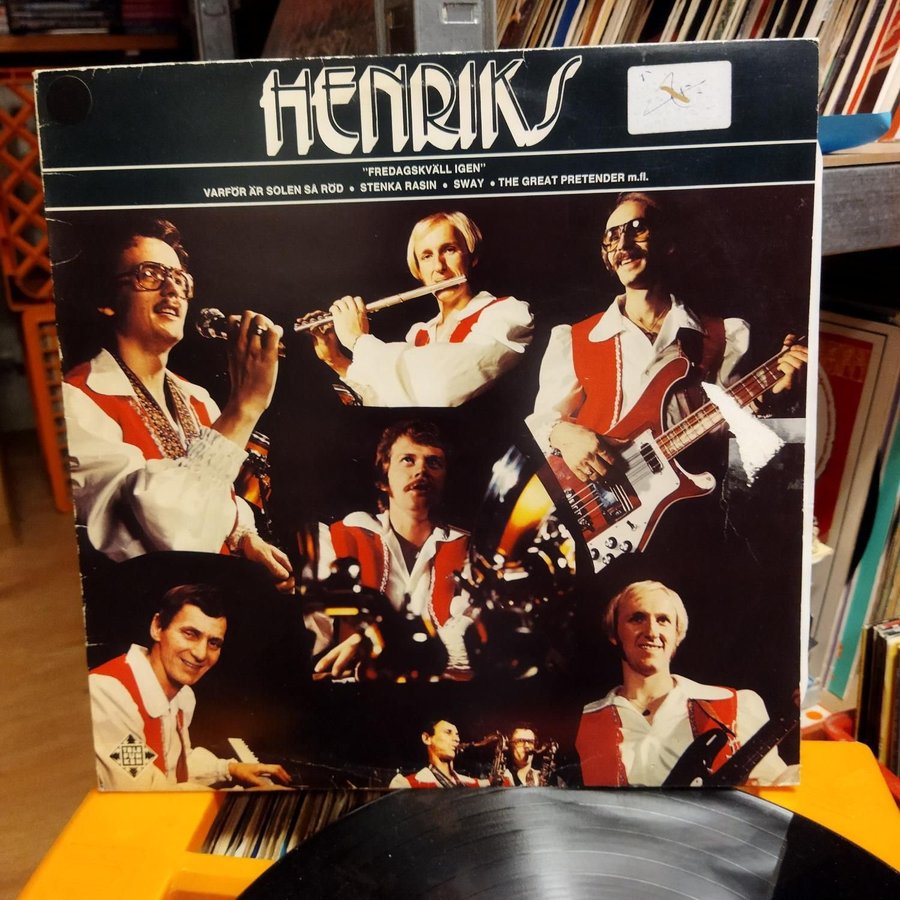 HENRIKS
"FREDAGSKVÄLL IGEN"
VARFÖR ÄR SOLEN SÅ RÖD • STENKA RASIN • SWAY • THE GREAT PRETENDER m.fl.